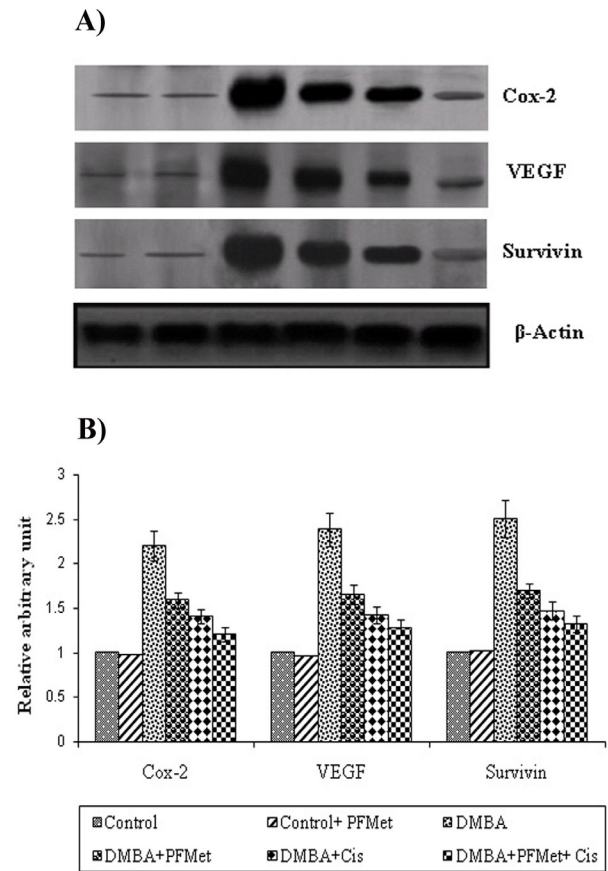 A)
Cox-2
VEGF
Survivin
β-Actin
B)
Relative arbitrary unit
3
2.5
2
1.5
1
0.5
0
Cox-2 VEGF Survivin
Control Control+ PFMet DMBA
DMBA+PFMet DMBA+Cis DMBA+PFMet+ Cis